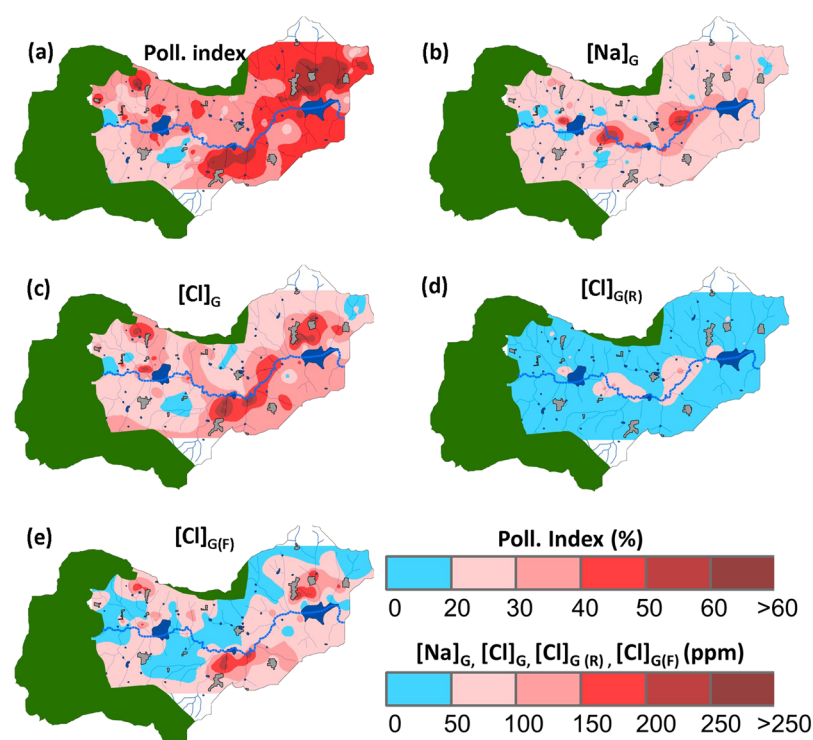 (a) Poll. index
(b) [Na]G
(c) [Cl]G
(d) [Cl]G(R)
(e) [Cl]G(F)
Poll. Index (%)
0 20 30 40 50 60 >60
[Na]G, [Cl]G, [Cl]G (R) , [Cl]G(F) (ppm)
0 50 100 150 200 250 >250